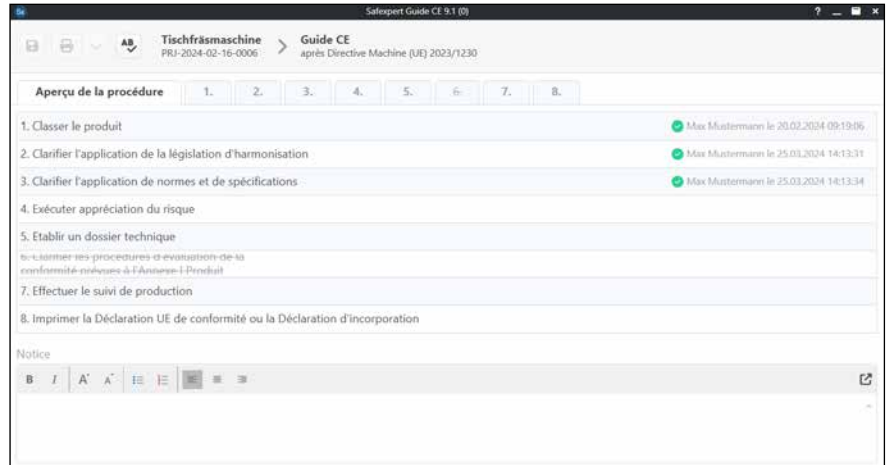 Se
Safexpert Guide CE 9.1 (0)
Tischfräsmaschine
PRJ-2024-02-16-0006
Guide CE
après Directive Machine (UE) 2023/1230
Aperçu de la procédure 1. 2. 3. 4. 5. 6. 7. 8.
1. Classer le produit Max Mustermann le 20.02.2024 09:19:06
2. Clarifier l'application de la législation d'harmonisation Max Mustermann le 25.03.2024 14:13:31
3. Clarifier l'application de normes et de spécifications Max Mustermann le 25.03.2024 14:13:34
4. Exécuter appréciation du risque
5. Etablir un dossier technique
6. Clarifier les procédures d'évaluation de la
conformité prévues à l'Annexe I Produit
7. Effectuer le suivi de production
8. Imprimer la Déclaration UE de conformité ou la Déclaration d'incorporation
Notice
B I A A